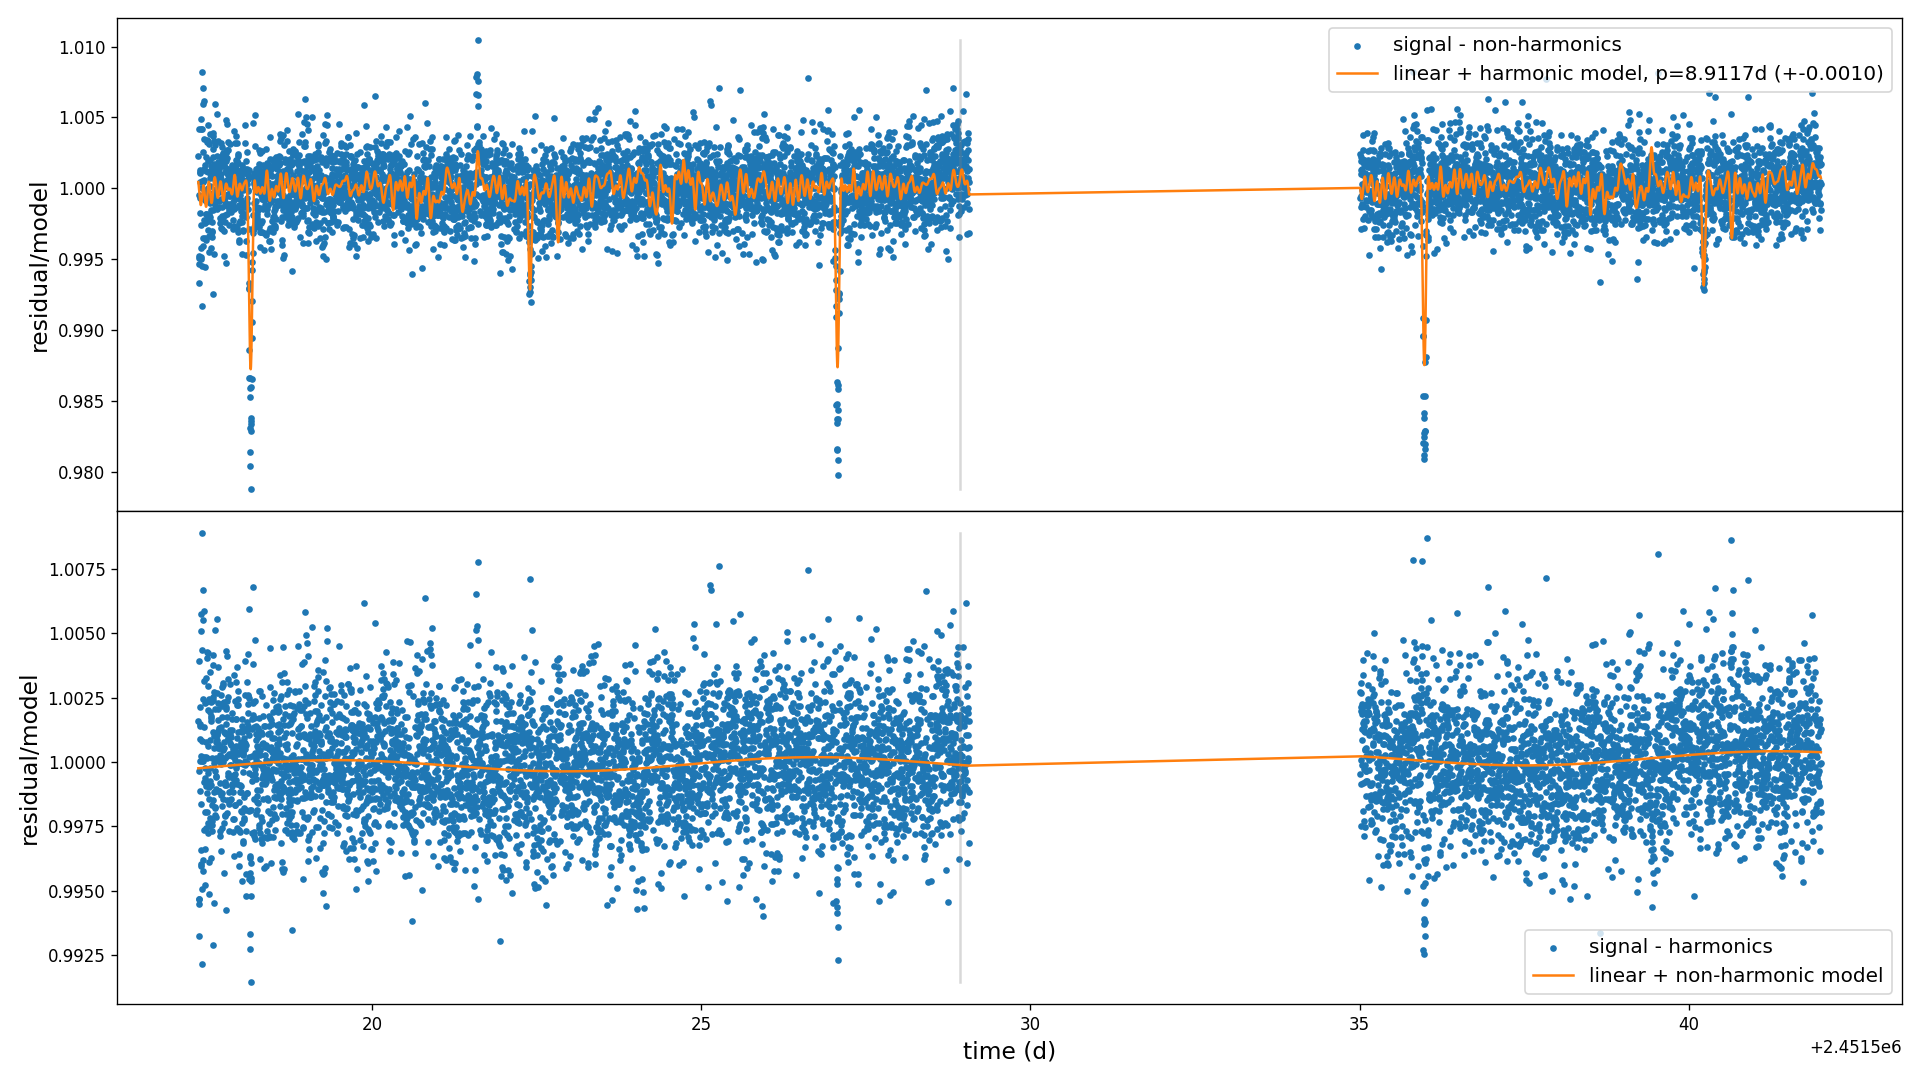 1.010
1.005
1.000
0.995
0.990
0.985
0.980
residual/model
signal - non-harmonics
linear + harmonic model, p=8.9117d (+-0.0010)
1.0075
1.0050
1.0025
1.0000
0.9975
0.9950
0.9925
residual/model
signal - harmonics
linear + non-harmonic model
20 25 30 35 40
time (d)
+2.4515e6